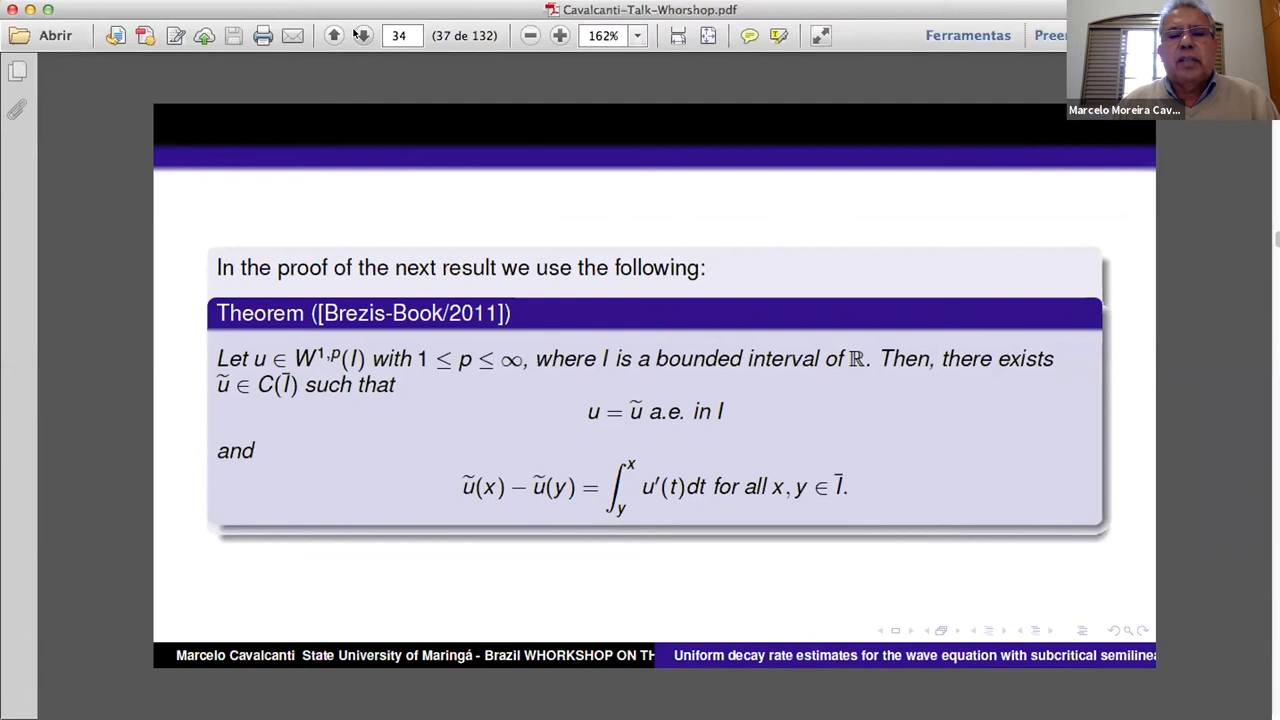 Cavalcanti-Talk-Whorshop.pdf
Abrir
34
(37 de 132)
162%
Ferramentas
Preen
Marcelo Moreira Cav...
In the proof of the next result we use the following:
Theorem ([Brezis-Book/2011])
Let u ∈ W^{1,p}(I) with 1 ≤ p ≤ ∞, where I is a bounded interval of ℝ. Then, there exists
ũ ∈ C(Ī) such that
u = ũ a.e. in I
and
ũ(x) − ũ(y) = ∫_y^x u′(t)dt for all x, y ∈ Ī.
Marcelo Cavalcanti State University of Maringá - Brazil WHORKSHOP ON TH
Uniform decay rate estimates for the wave equation with subcritical semilinea